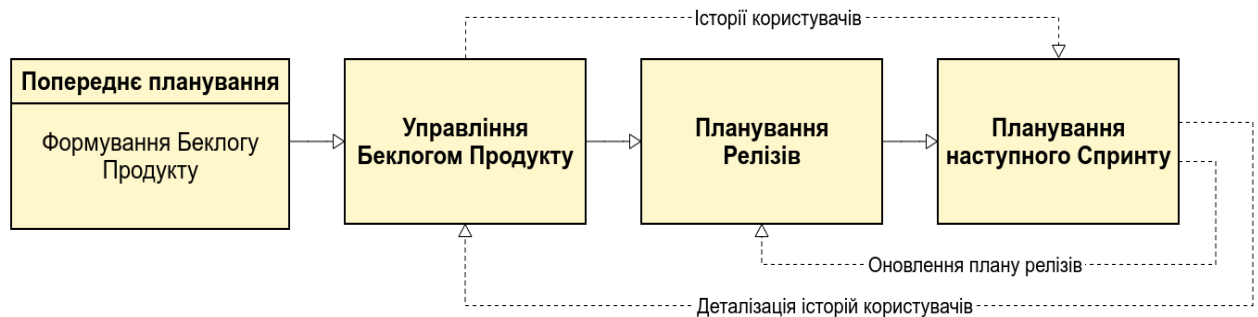 Історії користувачів
Попереднє планування
Формування Беклогу
Продукту
Управління
Беклогом Продукту
Планування
Релізів
Планування
наступного Спринту
Оновлення плану релізів
Деталізація історій користувачів